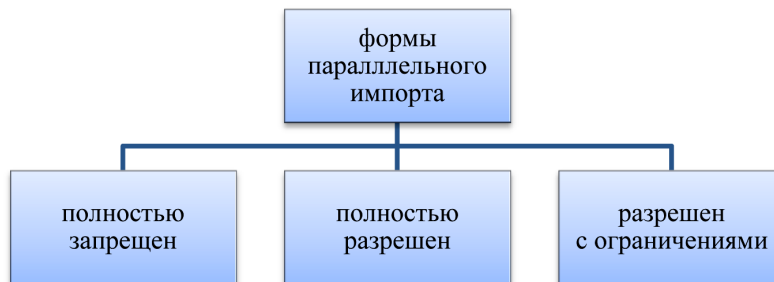 формы
паралллельного
импорта
полностью
запрещен
полностью
разрешен
разрешен
с ограничениями